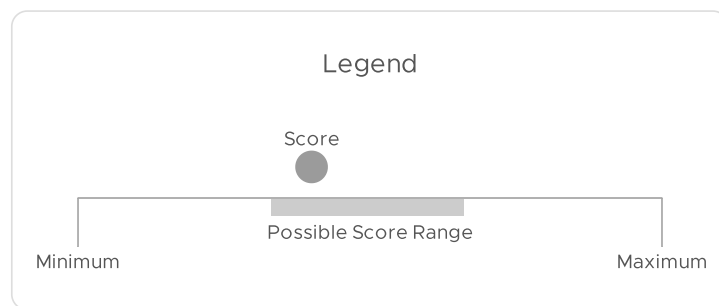 Legend
Score
Possible Score Range
Minimum
Maximum